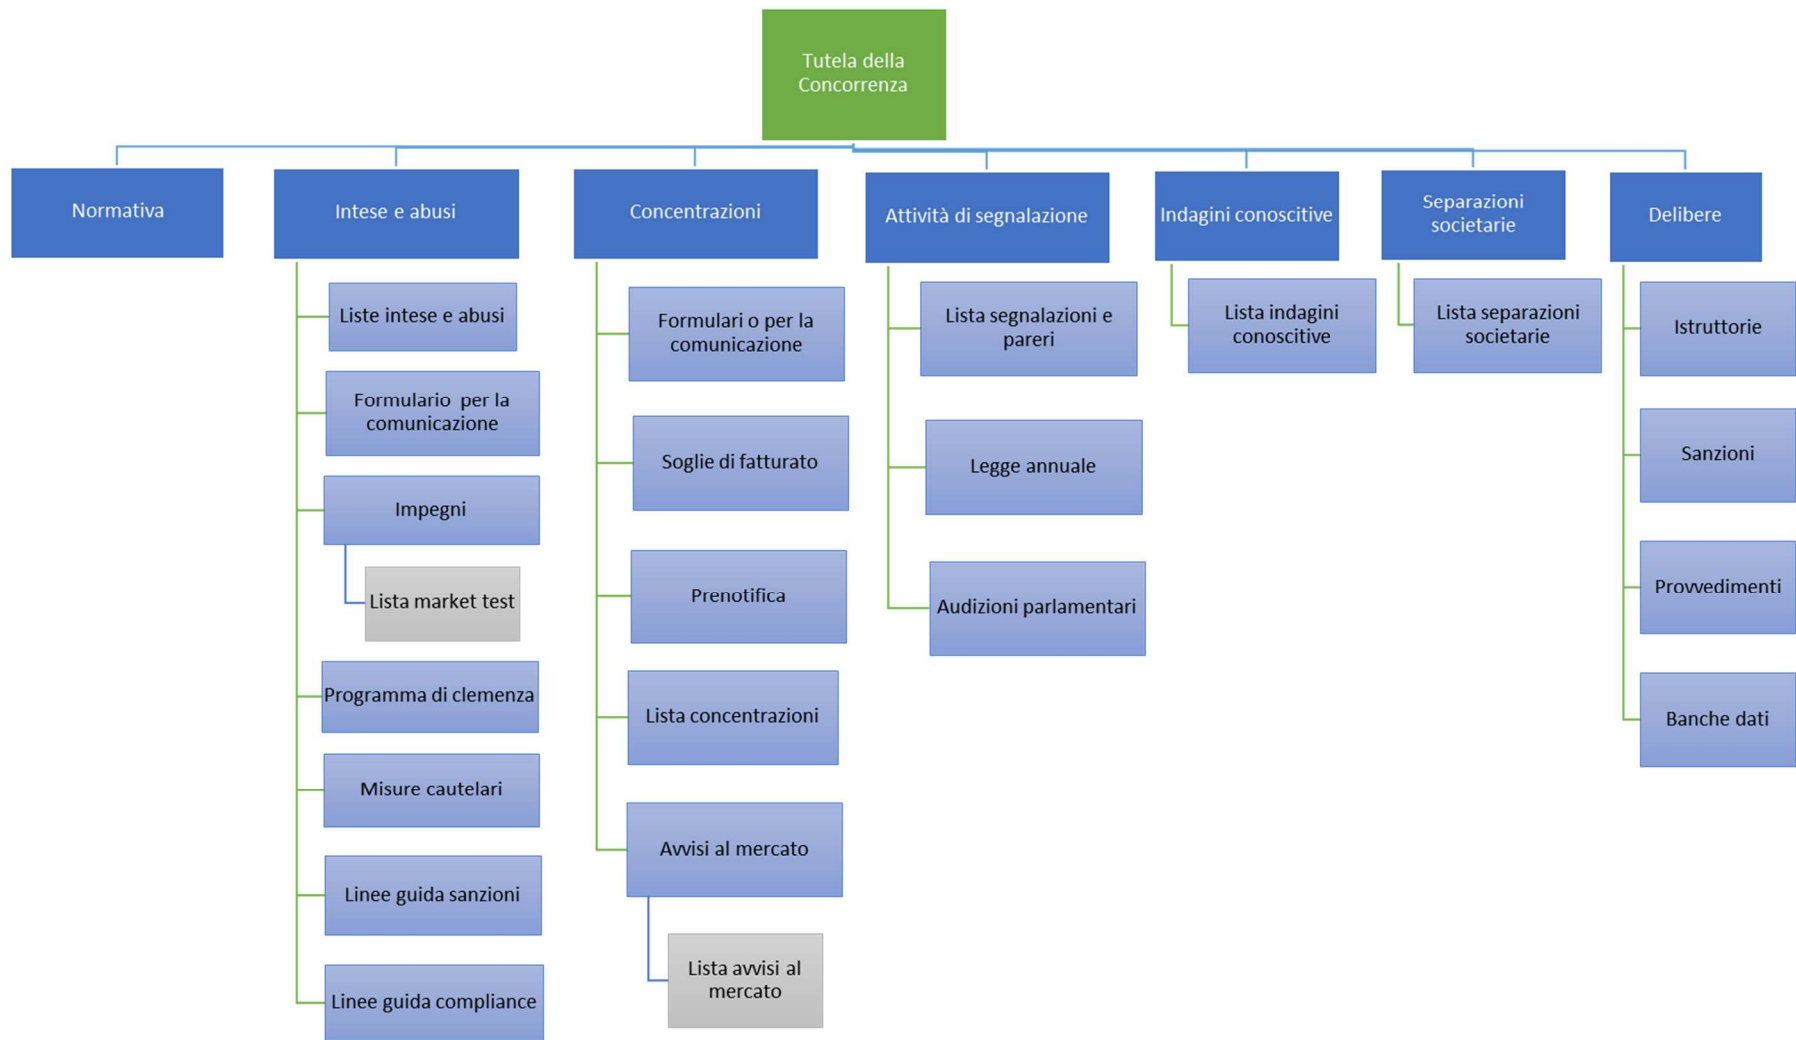 Tutela della
Concorrenza
Normativa
Intese e abusi
Concentrazioni
Attività di segnalazione
Indagini conoscitive
Separazioni
societarie
Delibere
Liste intese e abusi
Formulario per la
comunicazione
Impegni
Lista market test
Programma di clemenza
Misure cautelari
Linee guida sanzioni
Linee guida compliance
Formulari o per la
comunicazione
Soglie di fatturato
Prenotifica
Lista concentrazioni
Avvisi al mercato
Lista avvisi al
mercato
Lista segnalazioni e
pareri
Legge annuale
Audizioni parlamentari
Lista indagini
conoscitive
Lista separazioni
societarie
Istruttorie
Sanzioni
Provvedimenti
Banche dati